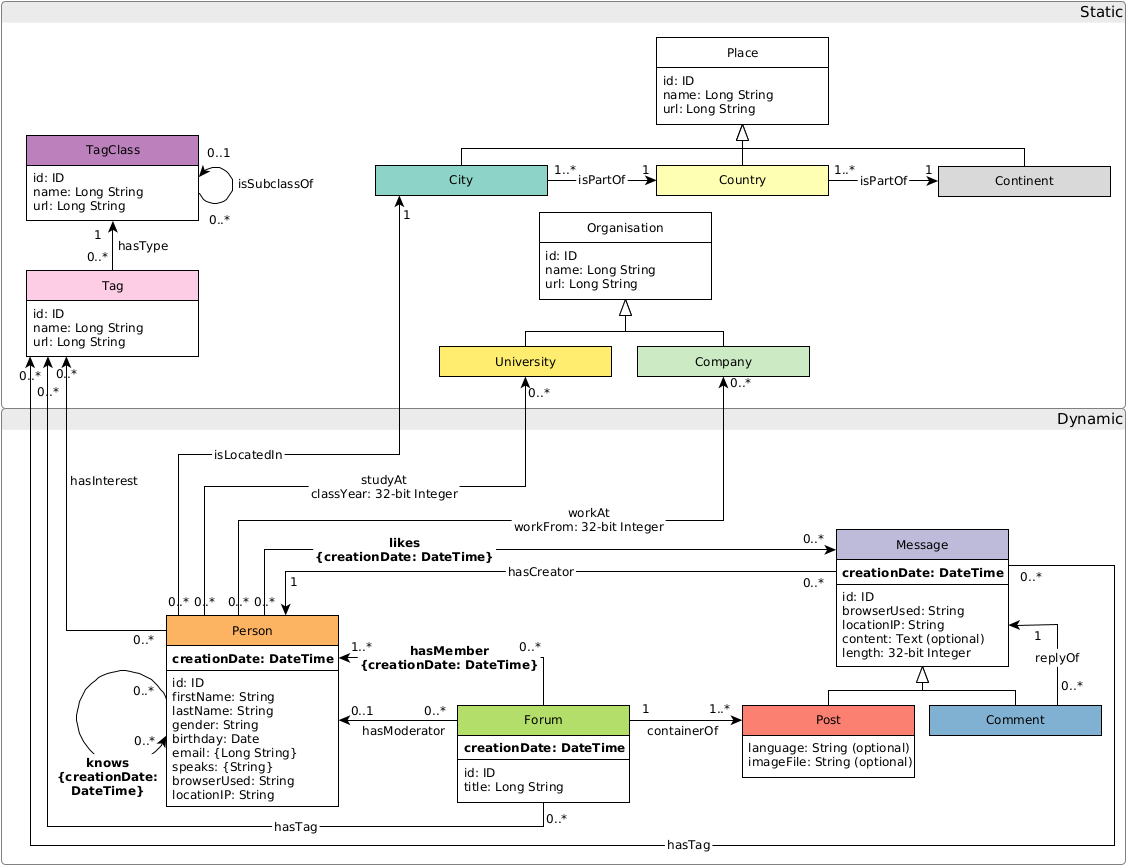 Static
Place
id: ID
name: Long String
url: Long String
TagClass
id: ID
name: Long String
url: Long String
0..1
isSubclassOf
0..*
City
1..*
isPartOf
1
Country
1..*
isPartOf
1
Continent
1
1
hasType
0..*
Organisation
id: ID
name: Long String
url: Long String
Tag
id: ID
name: Long String
url: Long String
University
Company
0..*
0..*
0..*
0..*
0..*
Dynamic
isLocatedIn
hasInterest
studyAt
classYear: 32-bit Integer
workAt
workFrom: 32-bit Integer
likes
{creationDate: DateTime}
0..*
hasCreator
1
0..*
Message
creationDate: DateTime
id: ID
browserUsed: String
locationIP: String
content: Text (optional)
length: 32-bit Integer
0..*
0..*
0..*
0..*
0..*
0..*
Person
creationDate: DateTime
id: ID
firstName: String
lastName: String
gender: String
birthday: Date
email: {Long String}
speaks: {String}
browserUsed: String
locationIP: String
0..*
0..*
knows
{creationDate:
DateTime}
1..*
hasMember
{creationDate: DateTime}
0..*
1
replyOf
0..*
0..1
hasModerator
0..*
Forum
creationDate: DateTime
id: ID
title: Long String
1
containerOf
1..*
Post
language: String (optional)
imageFile: String (optional)
Comment
0..*
hasTag
hasTag